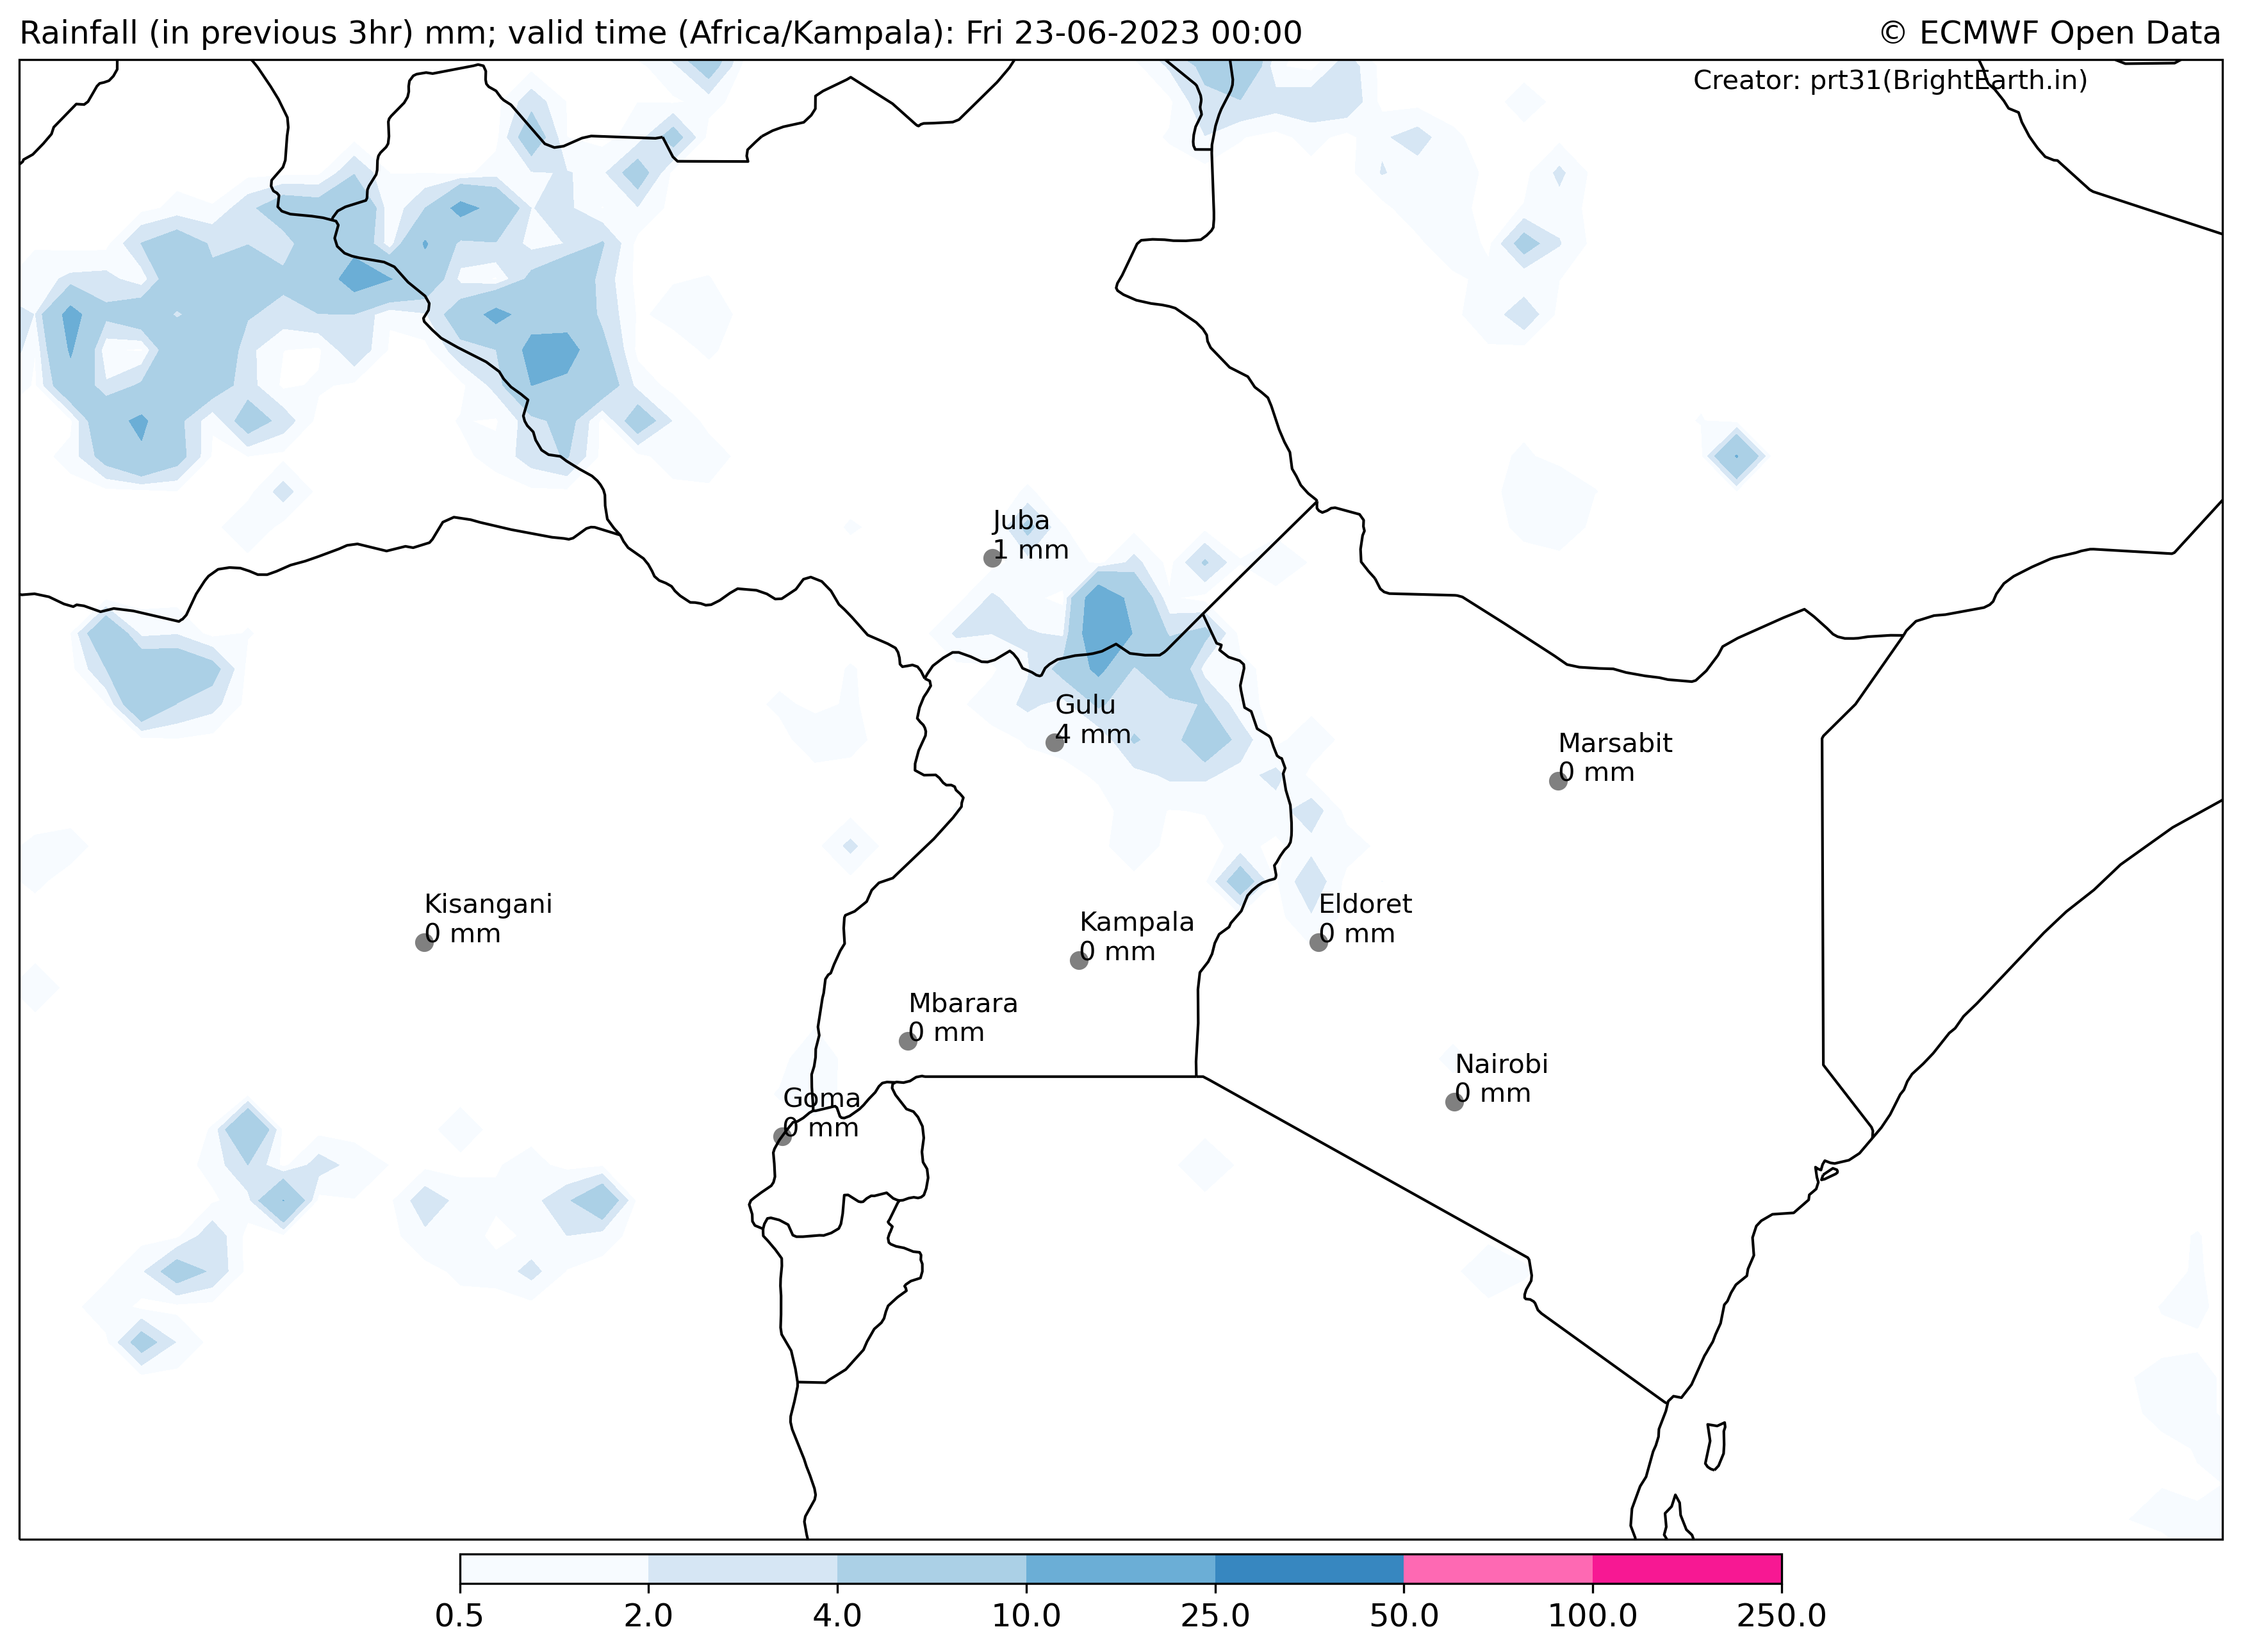 Rainfall (in previous 3hr) mm; valid time (Africa/Kampala): Fri 23-06-2023 00:00
© ECMWF Open Data
Creator: prt31(BrightEarth.in)
Juba
1 mm
Gulu
4 mm
Marsabit
0 mm
Kisangani
0 mm
Kampala
0 mm
Eldoret
0 mm
Mbarara
0 mm
Nairobi
0 mm
Goma
0 mm
0.5 2.0 4.0 10.0 25.0 50.0 100.0 250.0